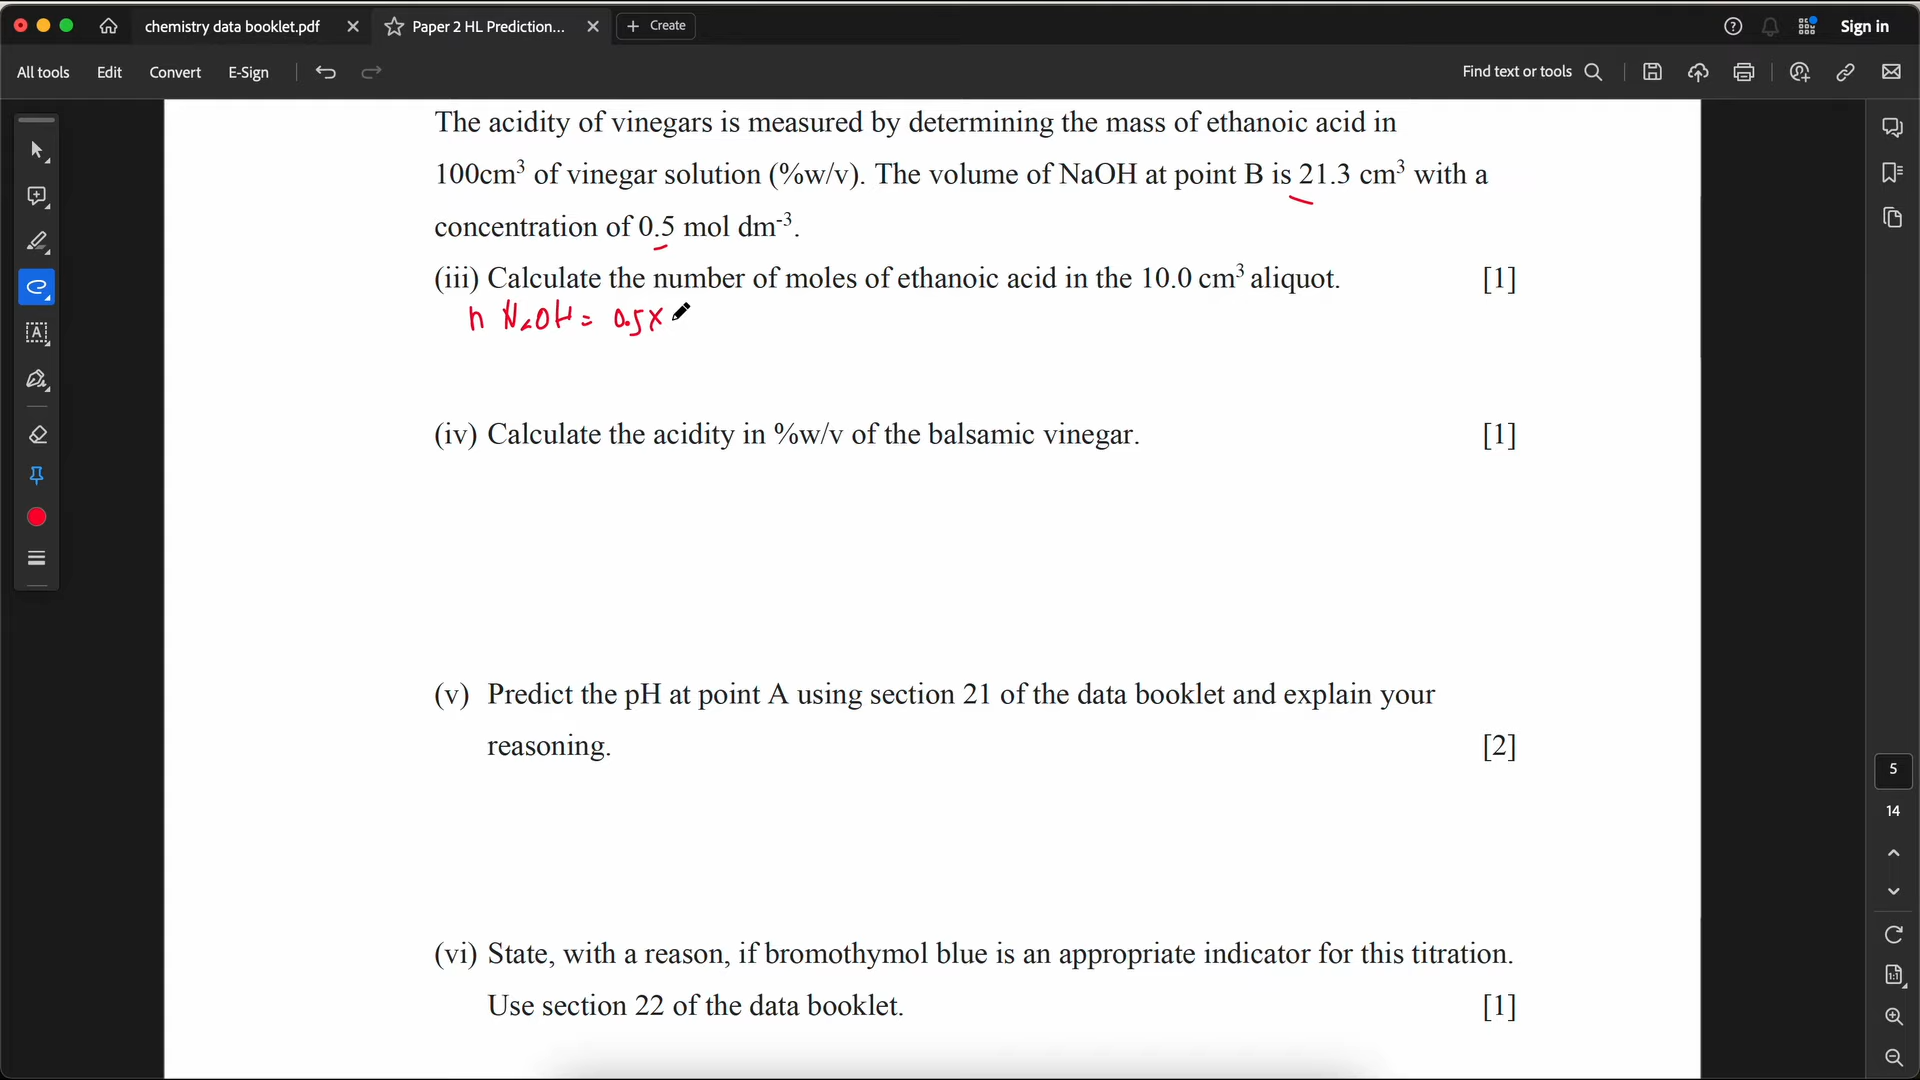 chemistry data booklet.pdf
Paper 2 HL Prediction...
Create
Sign in
All tools
Edit
Convert
E-Sign
Find text or tools
The acidity of vinegars is measured by determining the mass of ethanoic acid in
100cm³ of vinegar solution (%w/v). The volume of NaOH at point B is 21.3 cm³ with a
concentration of 0.5 mol dm⁻³.
(iii) Calculate the number of moles of ethanoic acid in the 10.0 cm³ aliquot. [1]
n NaOH = 0.5×
(iv) Calculate the acidity in %w/v of the balsamic vinegar. [1]
(v) Predict the pH at point A using section 21 of the data booklet and explain your
reasoning. [2]
(vi) State, with a reason, if bromothymol blue is an appropriate indicator for this titration.
Use section 22 of the data booklet. [1]
5
14
1:1